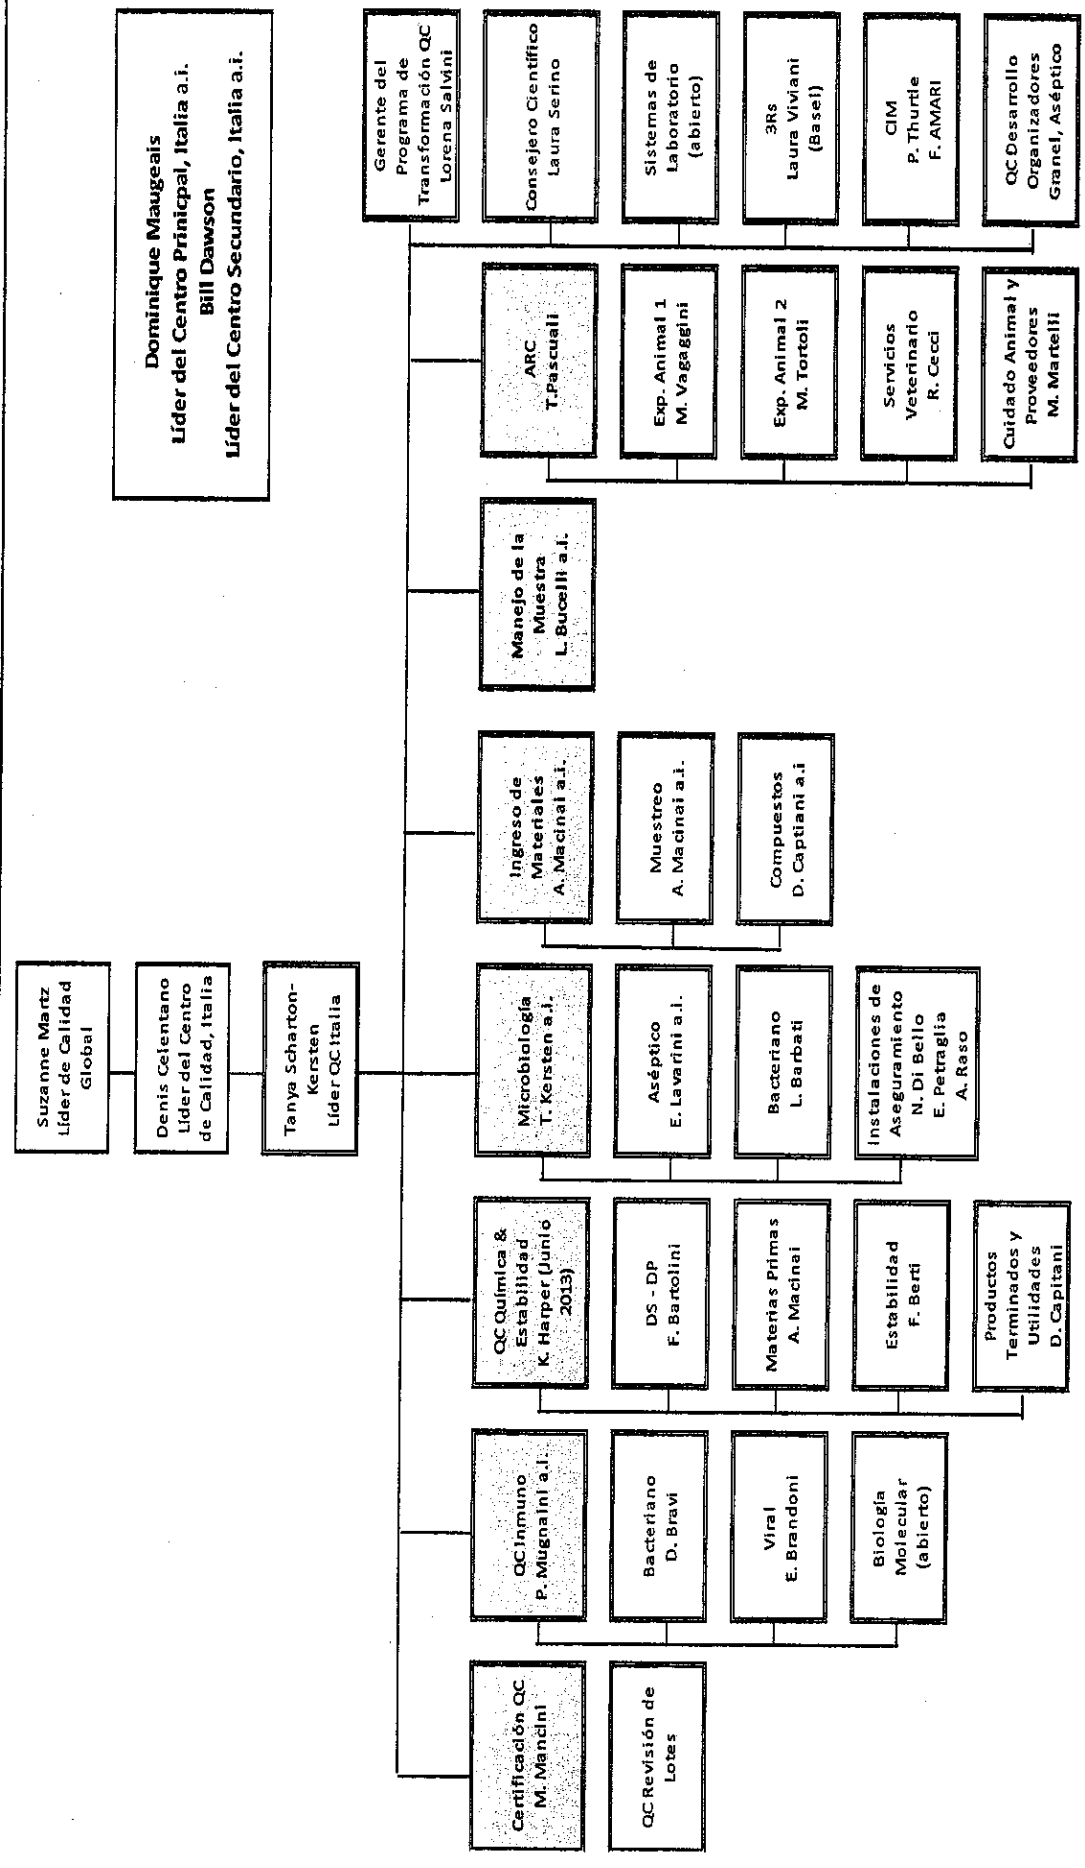 Suzanne Martz
Líder de Calidad
Global
Denis Celentano
Líder del Centro
de Calidad, Italia
Tanya Scharton-
Kersten
Líder QC Italia
Dominique Maugeais
Líder del Centro Prinicpal, Italia a.i.
Bill Dawson
Líder del Centro Secundario, Italia a.i.
Certificación QC
M. Mancini
QC Revisión de
Lotes
QC Inmuno
P. Mugnaini a.i.
Bacteriano
D. Bravi
Viral
E. Brandoni
Biología
Molecular
(abierto)
QC Química &
Estabilidad
K. Harper (Junio
2013)
DS - DP
F. Bartolini
Materias Primas
A. Macinai
Estabilidad
F. Berti
Productos
Terminados y
Utilidades
D. Capitani
Microbiología
T. Kersten a.i.
Aséptico
E. Lavarini a.i.
Bacteriano
L. Barbati
Instalaciones de
Aseguramiento
N. Di Bello
E. Petraglia
A. Raso
Ingreso de
Materiales
A. Macinai a.i.
Muestreo
A. Macinai a.i.
Compuestos
D. Captiani a.i
Manejo de la
Muestra
L. Bucelli a.i.
ARC
T.Pascuali
Exp. Animal 1
M. Vagaggini
Exp. Animal 2
M. Tortoli
Servicios
Veterinario
R. Cecci
Cuidado Animal y
Proveedores
M. Martelli
Gerente del
Programa de
Transformación QC
Lorena Salvini
Consejero Científico
Laura Serino
Sistemas de
Laboratorio
(abierto)
3Rs
Laura Viviani
(Basel)
CIM
P. Thurtle
F. AMARI
QC Desarrollo
Organizadores
Granel, Aséptico